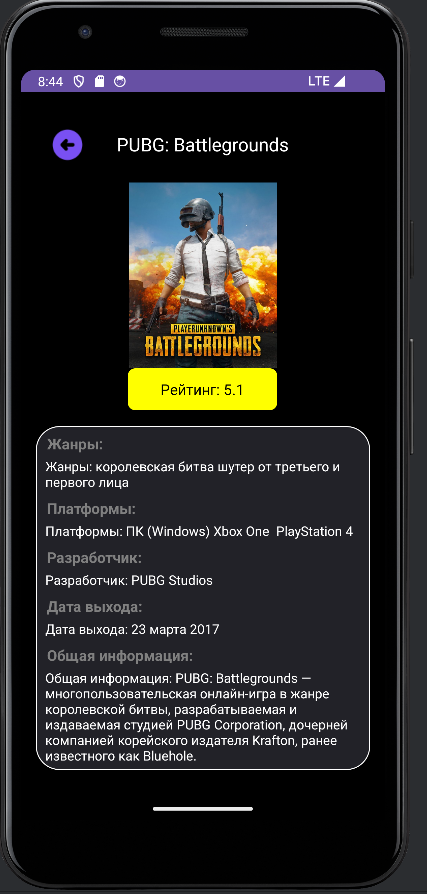 8:44 LTE
PUBG: Battlegrounds
PLAYERUNKNOWN'S
BATTLEGROUNDS
Рейтинг: 5.1
Жанры:
Жанры: королевская битва шутер от третьего и
первого лица
Платформы:
Платформы: ПК (Windows) Xbox One  PlayStation 4
Разработчик:
Разработчик: PUBG Studios
Дата выхода:
Дата выхода: 23 марта 2017
Общая информация:
Общая информация: PUBG: Battlegrounds —
многопользовательская онлайн-игра в жанре
королевской битвы, разрабатываемая и
издаваемая студией PUBG Corporation, дочерней
компанией корейского издателя Krafton, ранее
известного как Bluehole.